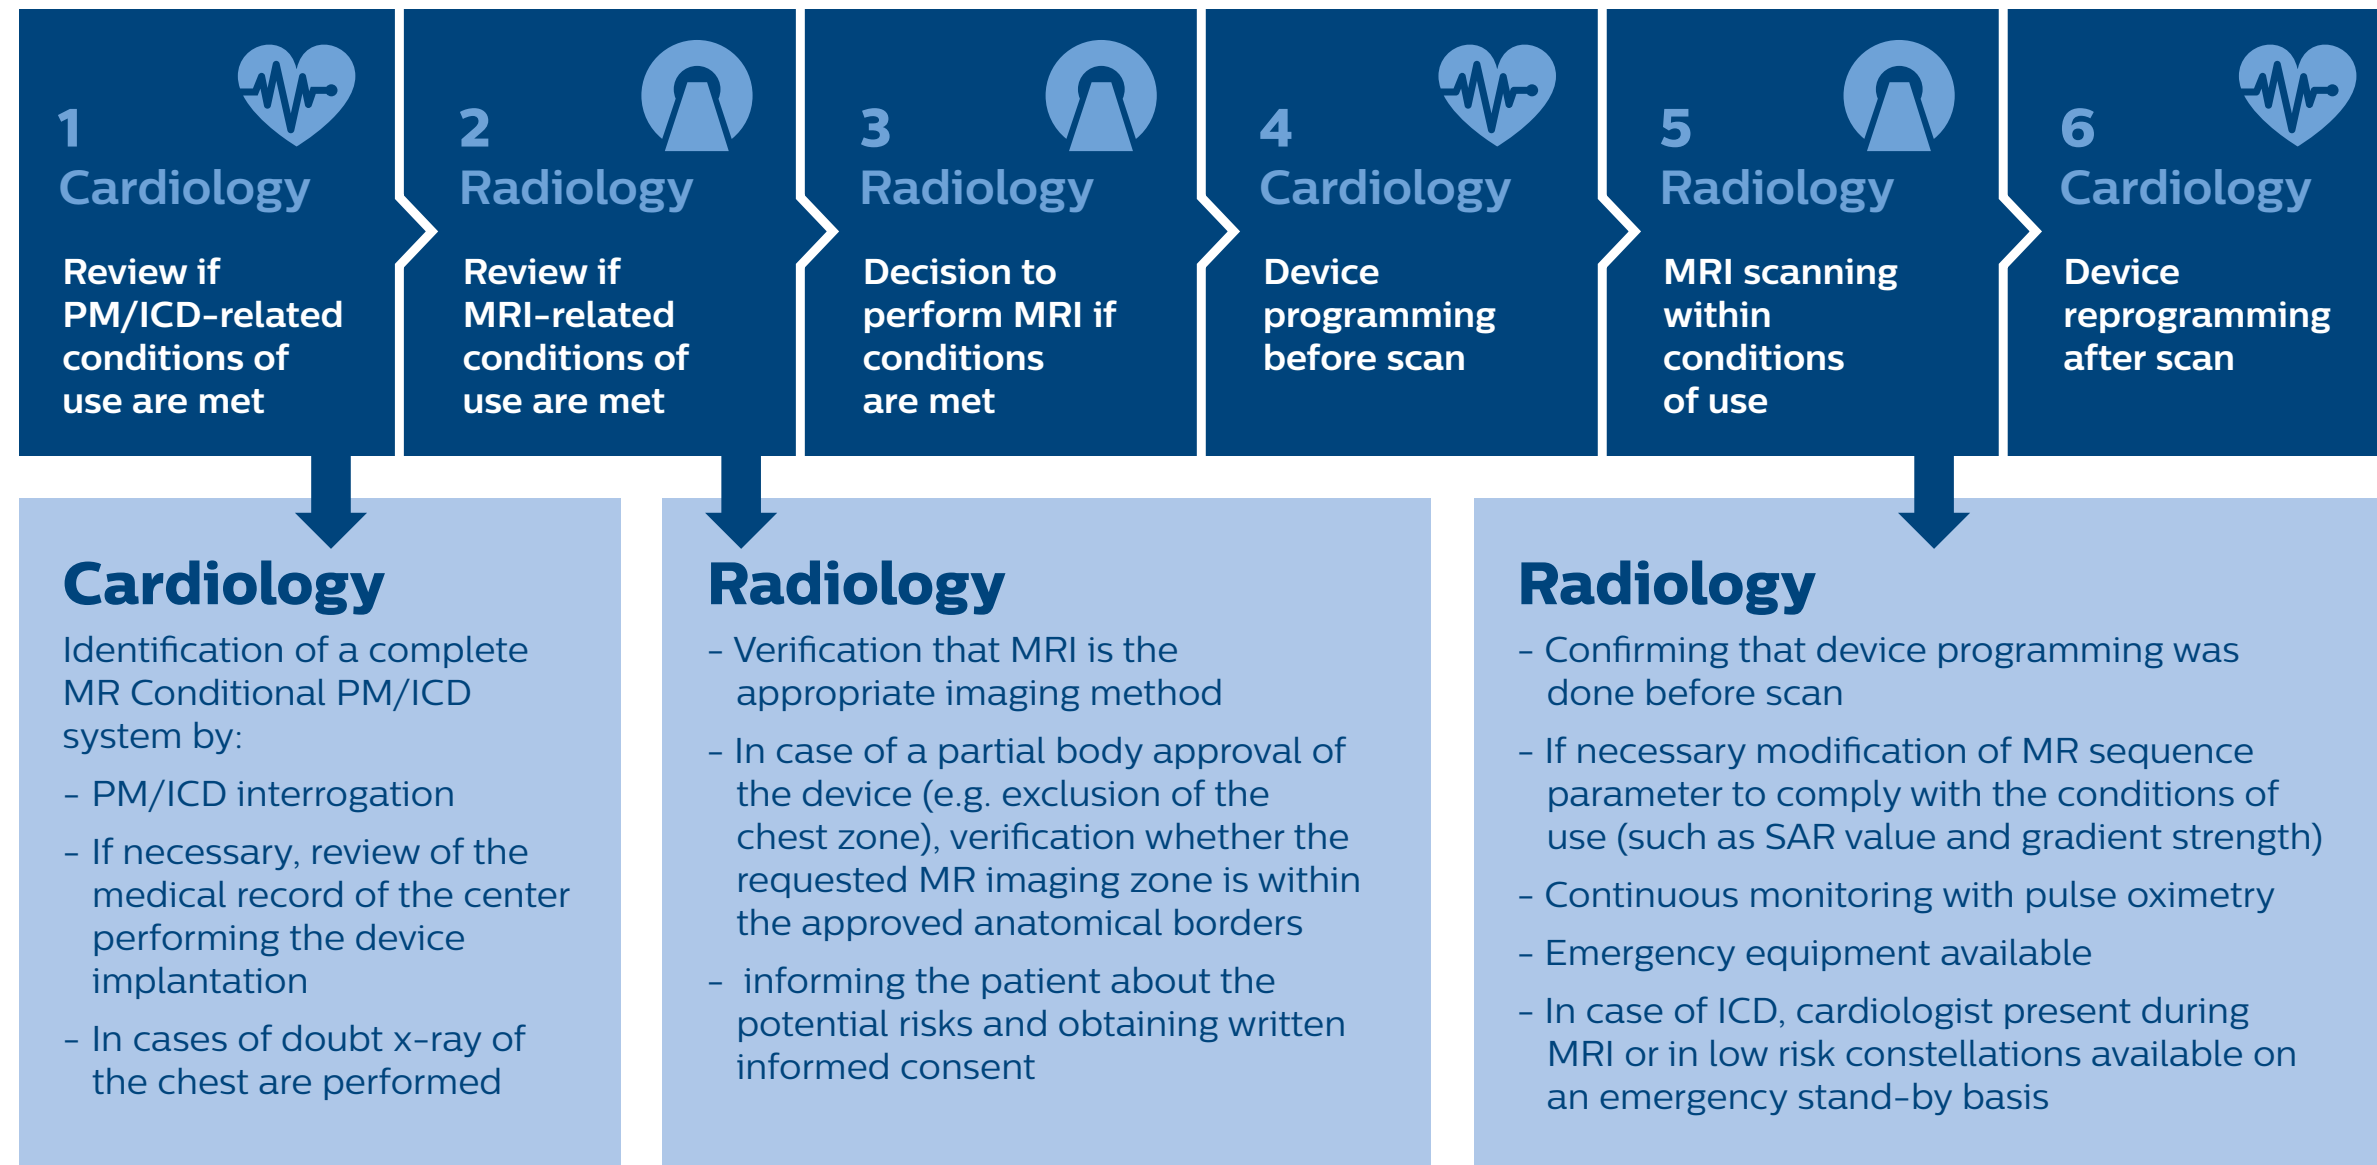 1
Cardiology
Review if
PM/ICD-related
conditions of
use are met
2
Radiology
Review if
MRI-related
conditions of
use are met
3
Radiology
Decision to
perform MRI if
conditions
are met
4
Cardiology
Device
programming
before scan
5
Radiology
MRI scanning
within
conditions
of use
6
Cardiology
Device
reprogramming
after scan
Cardiology
Identification of a complete
MR Conditional PM/ICD
system by:
- PM/ICD interrogation
- If necessary, review of the
medical record of the center
performing the device
implantation
- In cases of doubt x-ray of
the chest are performed
Radiology
- Verification that MRI is the
appropriate imaging method
- In case of a partial body approval of
the device (e.g. exclusion of the
chest zone), verification whether the
requested MR imaging zone is within
the approved anatomical borders
- informing the patient about the
potential risks and obtaining written
informed consent
Radiology
- Confirming that device programming was
done before scan
- If necessary modification of MR sequence
parameter to comply with the conditions of
use (such as SAR value and gradient strength)
- Continuous monitoring with pulse oximetry
- Emergency equipment available
- In case of ICD, cardiologist present during
MRI or in low risk constellations available on
an emergency stand-by basis